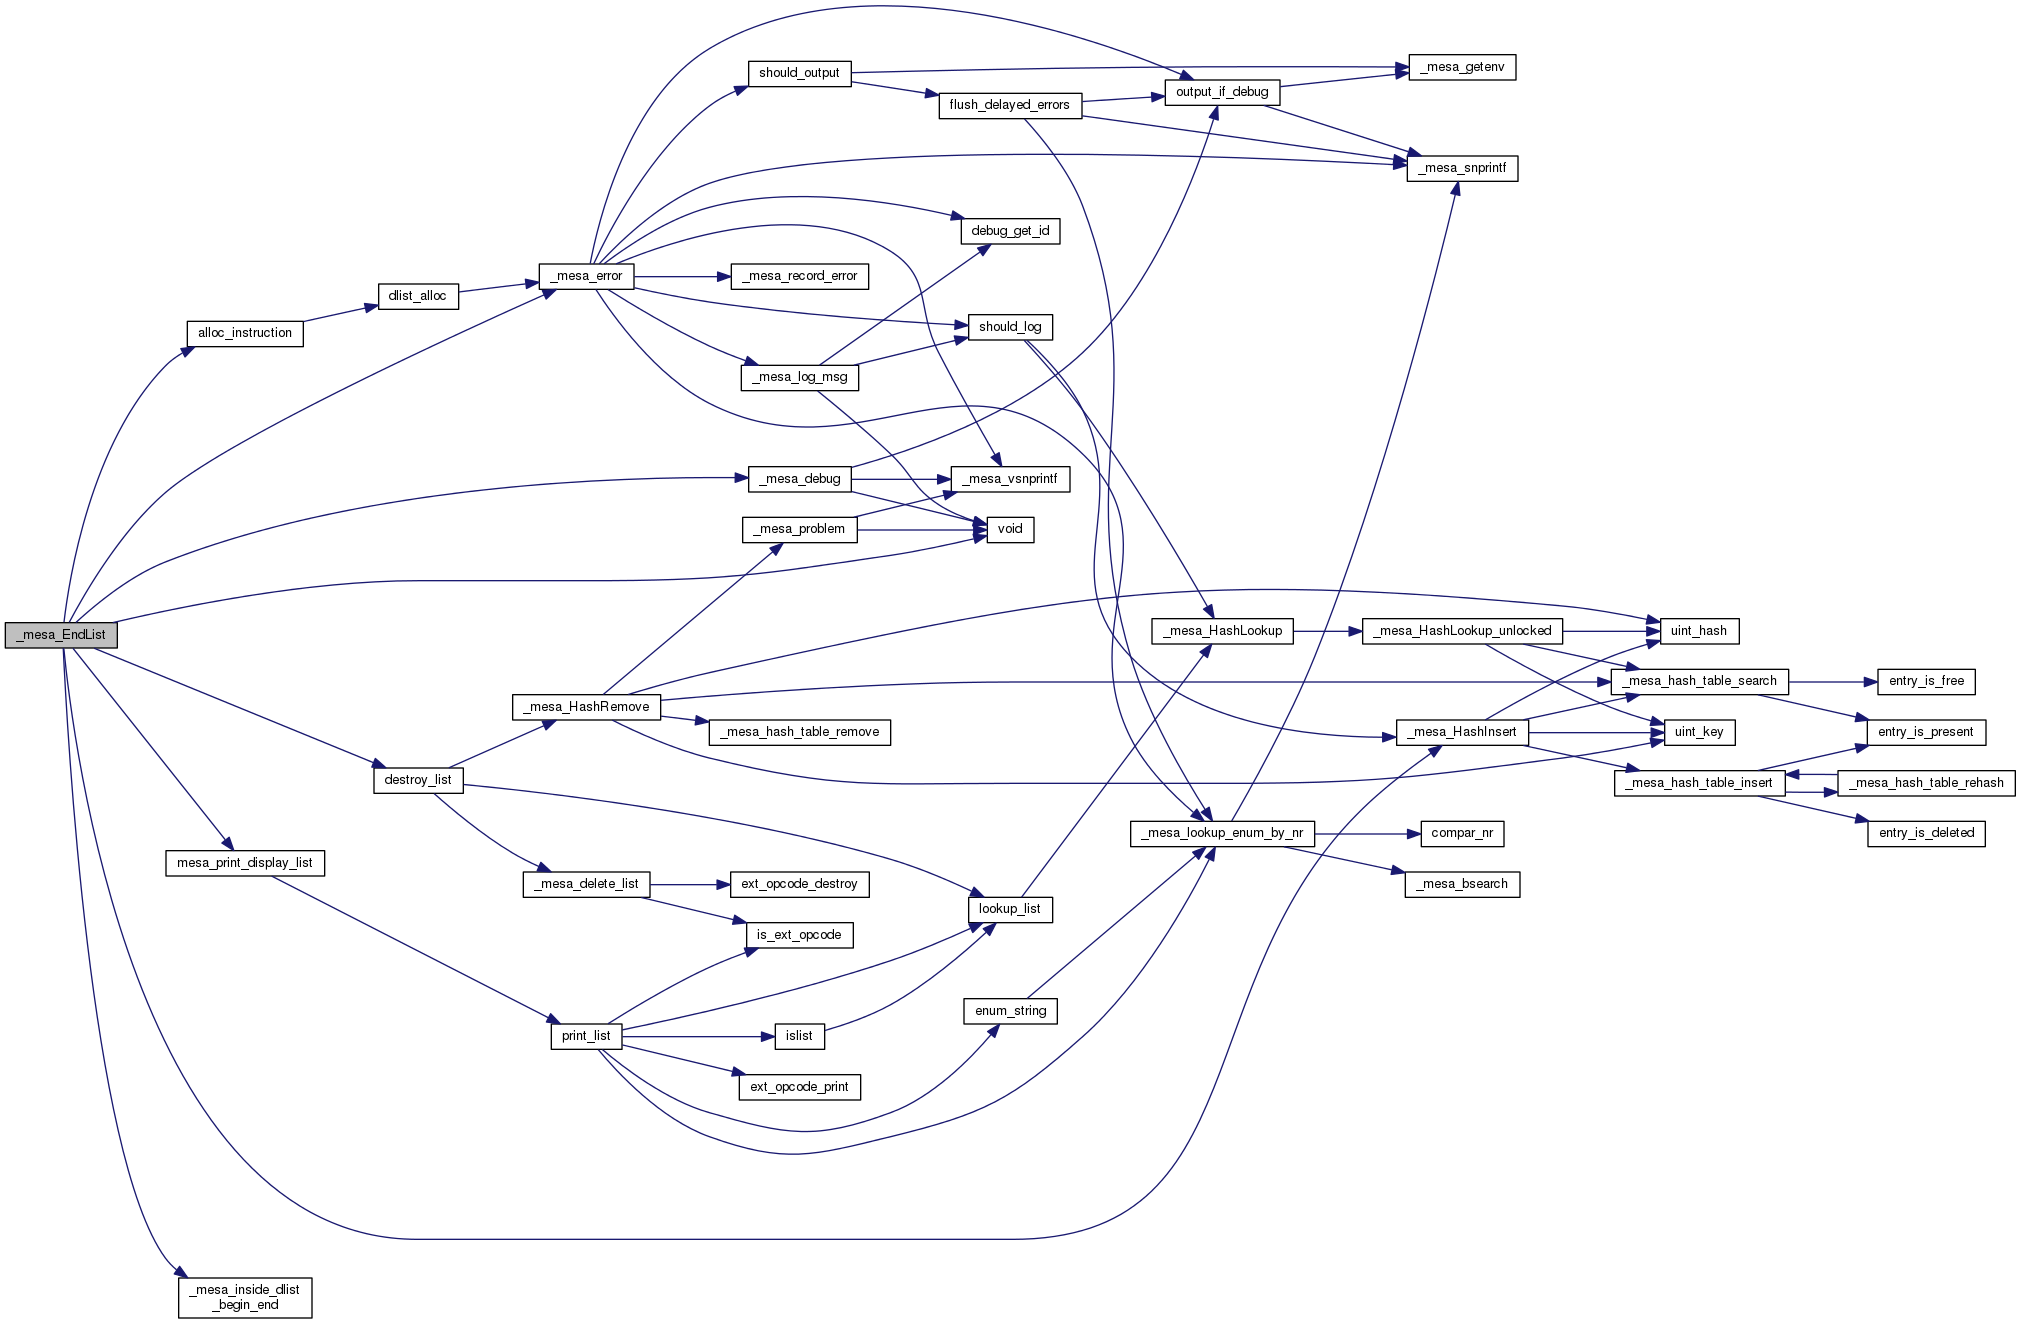 should_output
_mesa_getenv
output_if_debug
flush_delayed_errors
_mesa_snprintf
debug_get_id
_mesa_error
_mesa_record_error
dlist_alloc
alloc_instruction
should_log
_mesa_log_msg
_mesa_debug
_mesa_vsnprintf
_mesa_problem
void
_mesa_EndList
_mesa_HashLookup
_mesa_HashLookup_unlocked
uint_hash
_mesa_hash_table_search
entry_is_free
_mesa_HashRemove
_mesa_hash_table_remove
_mesa_HashInsert
uint_key
entry_is_present
destroy_list
_mesa_hash_table_insert
_mesa_hash_table_rehash
_mesa_lookup_enum_by_nr
compar_nr
entry_is_deleted
mesa_print_display_list
_mesa_delete_list
ext_opcode_destroy
_mesa_bsearch
lookup_list
is_ext_opcode
enum_string
print_list
islist
ext_opcode_print
_mesa_inside_dlist
_begin_end